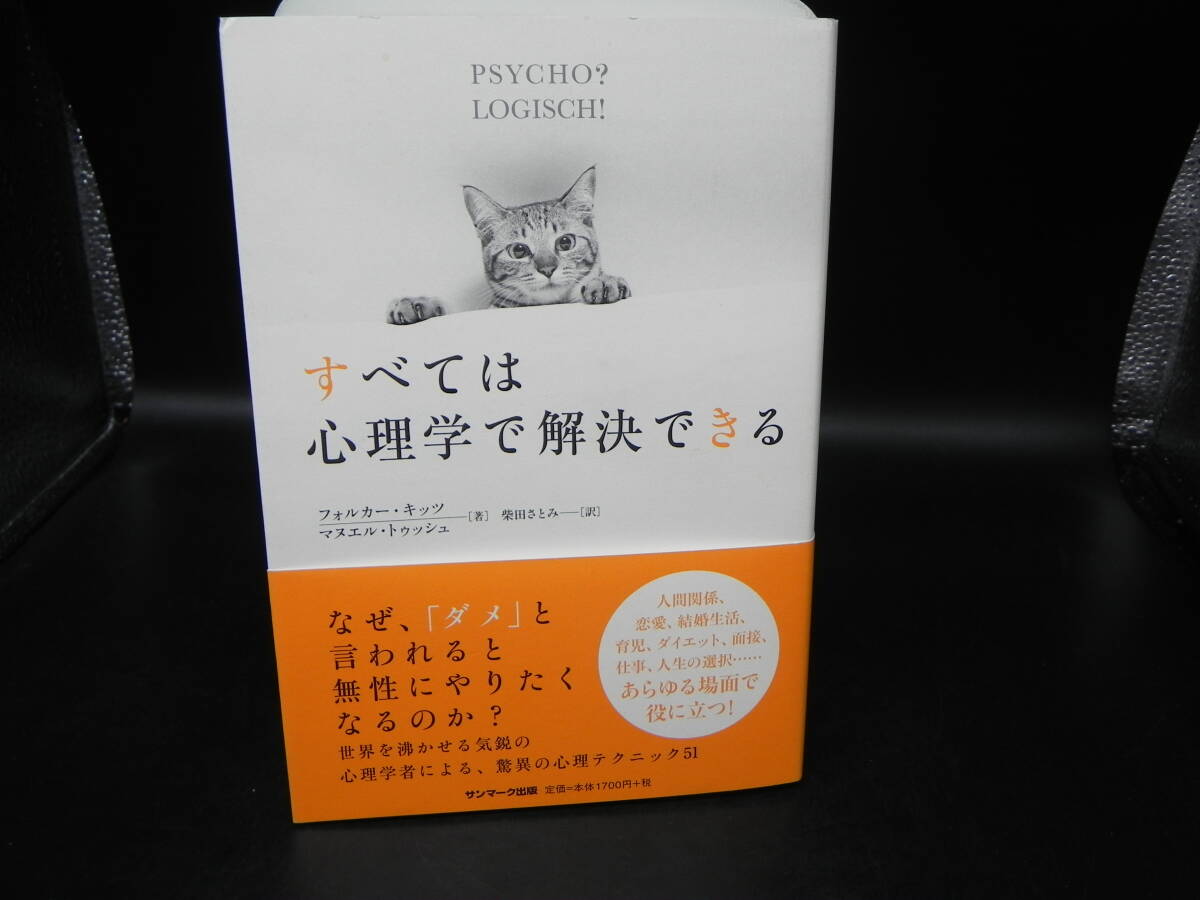 PSYCHO?
LOGISCH!
すべては
心理学で解決できる
フォルカー・キッツ
マヌエル・トゥッシュ
[著] 柴田さとみ―[訳]
なぜ、「ダメ」と
言われると
無性にやりたく
なるのか?
世界を沸かせる気鋭の
心理学者による、驚異の心理テクニック51
人間関係、
恋愛、結婚生活、
育児、ダイエット、面接、
仕事、人生の選択……
あらゆる場面で
役に立つ!
サンマーク出版 定価=本体1700円+税